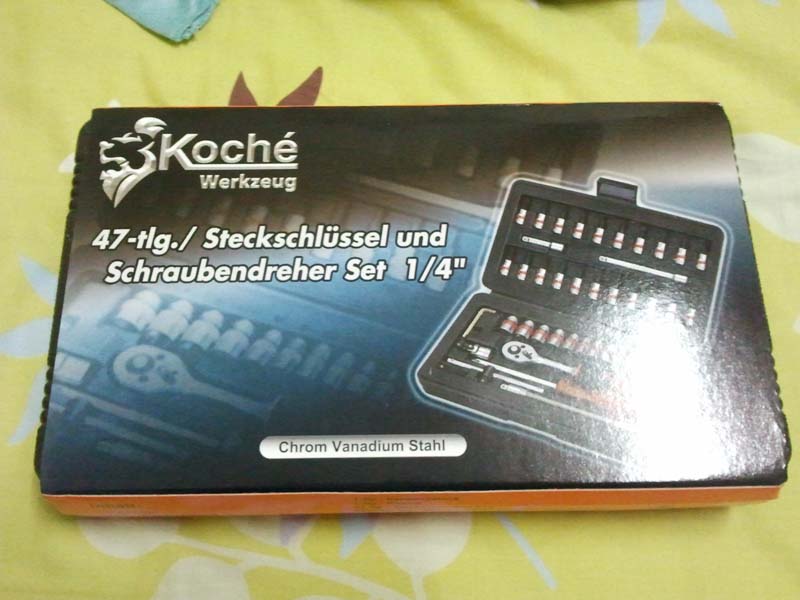 Koché
Werkzeug
47-tlg./ Steckschlüssel und
Schraubendreher Set 1/4"
Chrom Vanadium Stahl